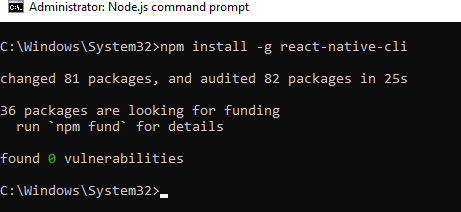 Administrator: Node.js command prompt
C:\Windows\System32>npm install -g react-native-cli
changed 81 packages, and audited 82 packages in 25s
36 packages are looking for funding
  run `npm fund` for details
found 0 vulnerabilities
C:\Windows\System32>